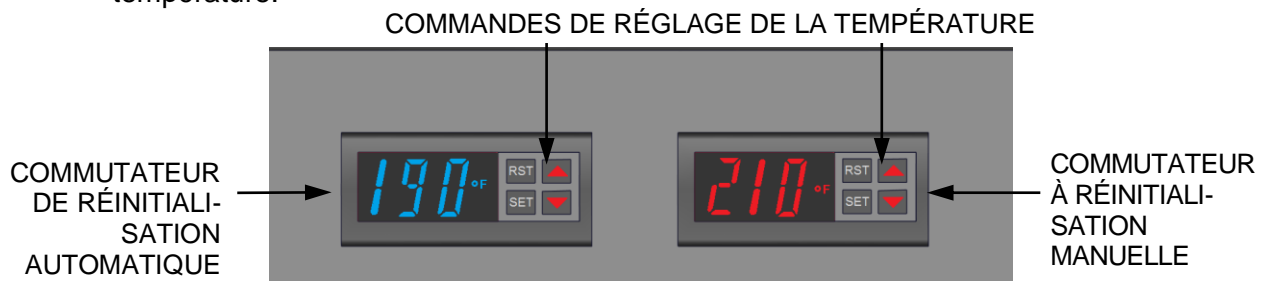 température.
COMMANDES DE RÉGLAGE DE LA TEMPÉRATURE
COMMUTATEUR
DE RÉINITIALI-
SATION
AUTOMATIQUE
190 °F
RST
SET
210 °F
RST
SET
COMMUTATEUR
À RÉINITIALI-
SATION
MANUELLE